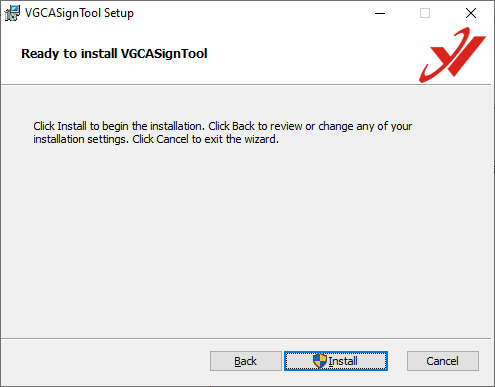 VGCASignTool Setup
Ready to install VGCASignTool
Click Install to begin the installation. Click Back to review or change any of your
installation settings. Click Cancel to exit the wizard.
Back
Install
Cancel